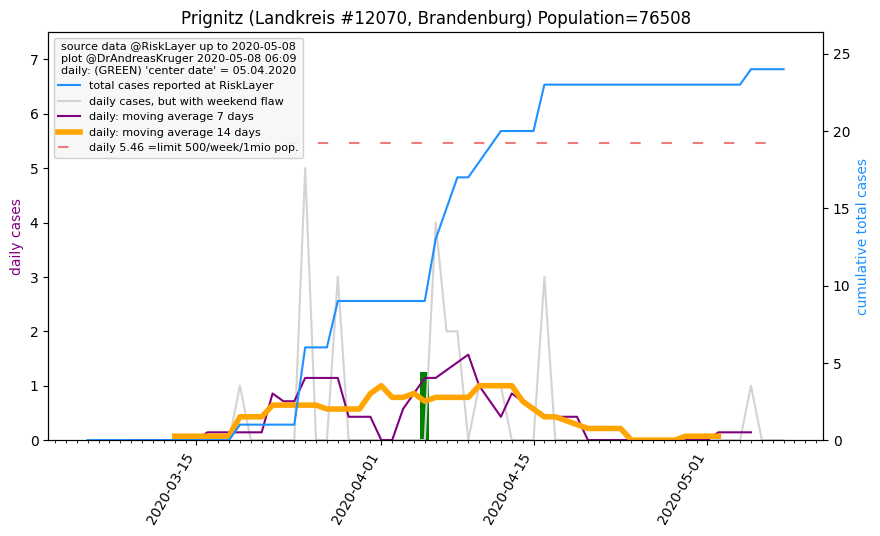 Prignitz (Landkreis #12070, Brandenburg) Population=76508
source data @RiskLayer up to 2020-05-08
plot @DrAndreasKruger 2020-05-08 06:09
daily: (GREEN) 'center date' = 05.04.2020
total cases reported at RiskLayer
daily cases, but with weekend flaw
daily: moving average 7 days
daily: moving average 14 days
daily 5.46 =limit 500/week/1mio pop.
daily cases
7
6
5
4
3
2
1
0
cumulative total cases
25
20
15
10
5
0
2020-03-15
2020-04-01
2020-04-15
2020-05-01